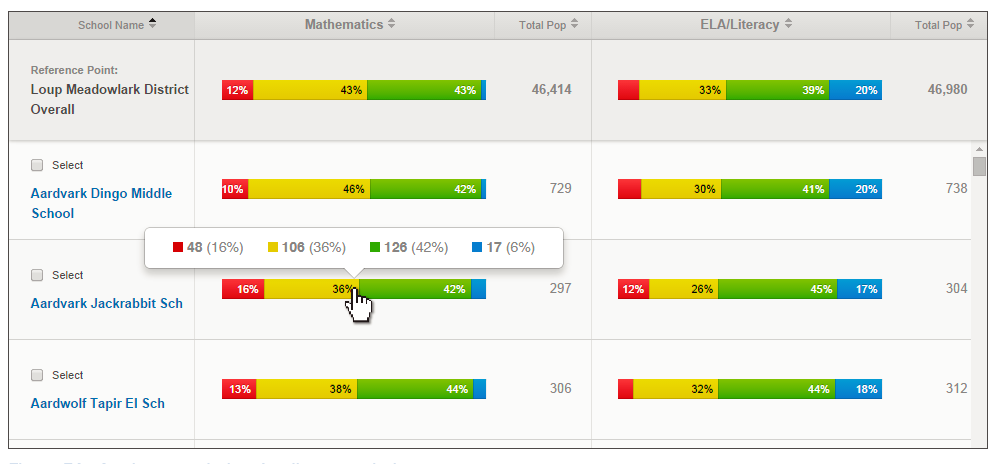 School Name Mathematics Total Pop ELA/Literacy Total Pop
Reference Point:
Loup Meadowlark District
Overall
12% 43% 43% 46,414 33% 39% 20% 46,980
Select
Aardvark Dingo Middle
School
10% 46% 42% 729 30% 41% 20% 738
48 (16%) 106 (36%) 126 (42%) 17 (6%)
Select
Aardvark Jackrabbit Sch
16% 36% 42% 297 12% 26% 45% 17% 304
Select
Aardwolf Tapir El Sch
13% 38% 44% 306 32% 44% 18% 312